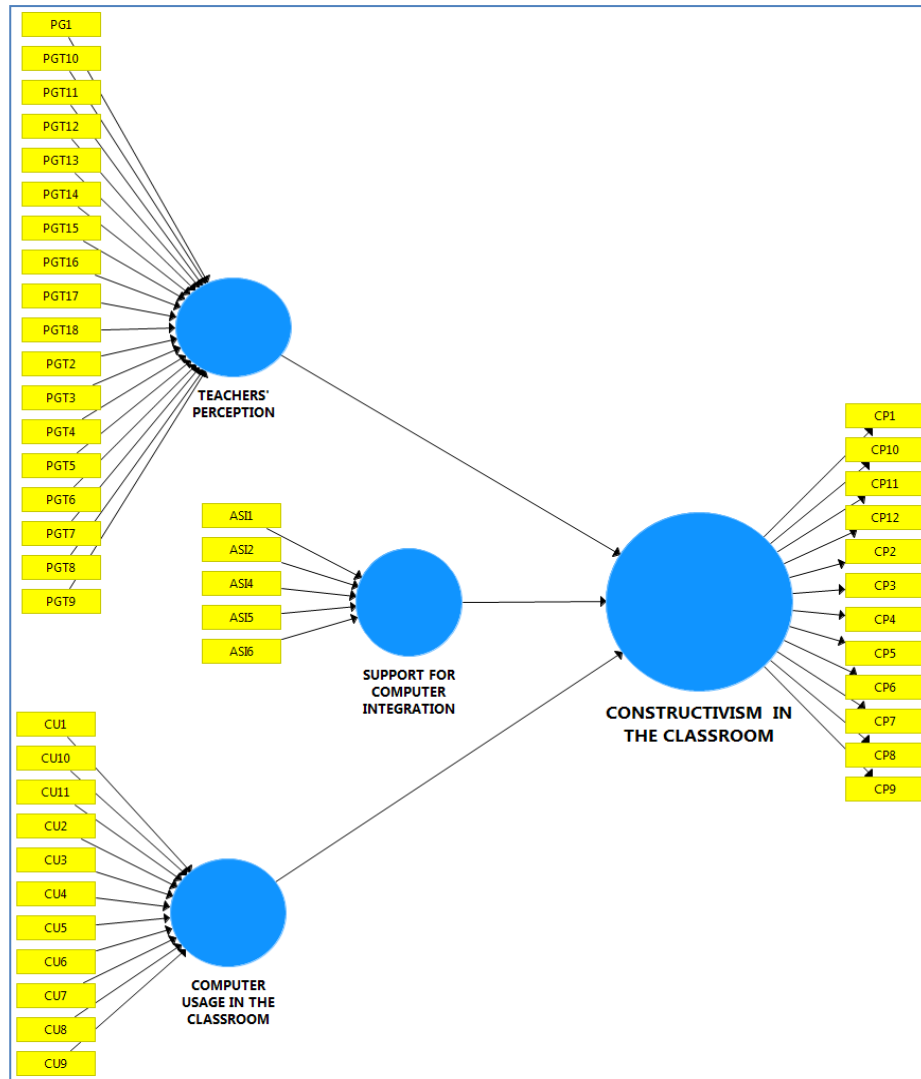 PG1
PGT10
PGT11
PGT12
PGT13
PGT14
PGT15
PGT16
PGT17
PGT18
PGT2
PGT3
PGT4
PGT5
PGT6
PGT7
PGT8
PGT9
TEACHERS'
PERCEPTION
ASI1
ASI2
ASI4
ASI5
ASI6
SUPPORT FOR
COMPUTER
INTEGRATION
CU1
CU10
CU11
CU2
CU3
CU4
CU5
CU6
CU7
CU8
CU9
COMPUTER
USAGE IN THE
CLASSROOM
CONSTRUCTIVISM IN
THE CLASSROOM
CP1
CP10
CP11
CP12
CP2
CP3
CP4
CP5
CP6
CP7
CP8
CP9